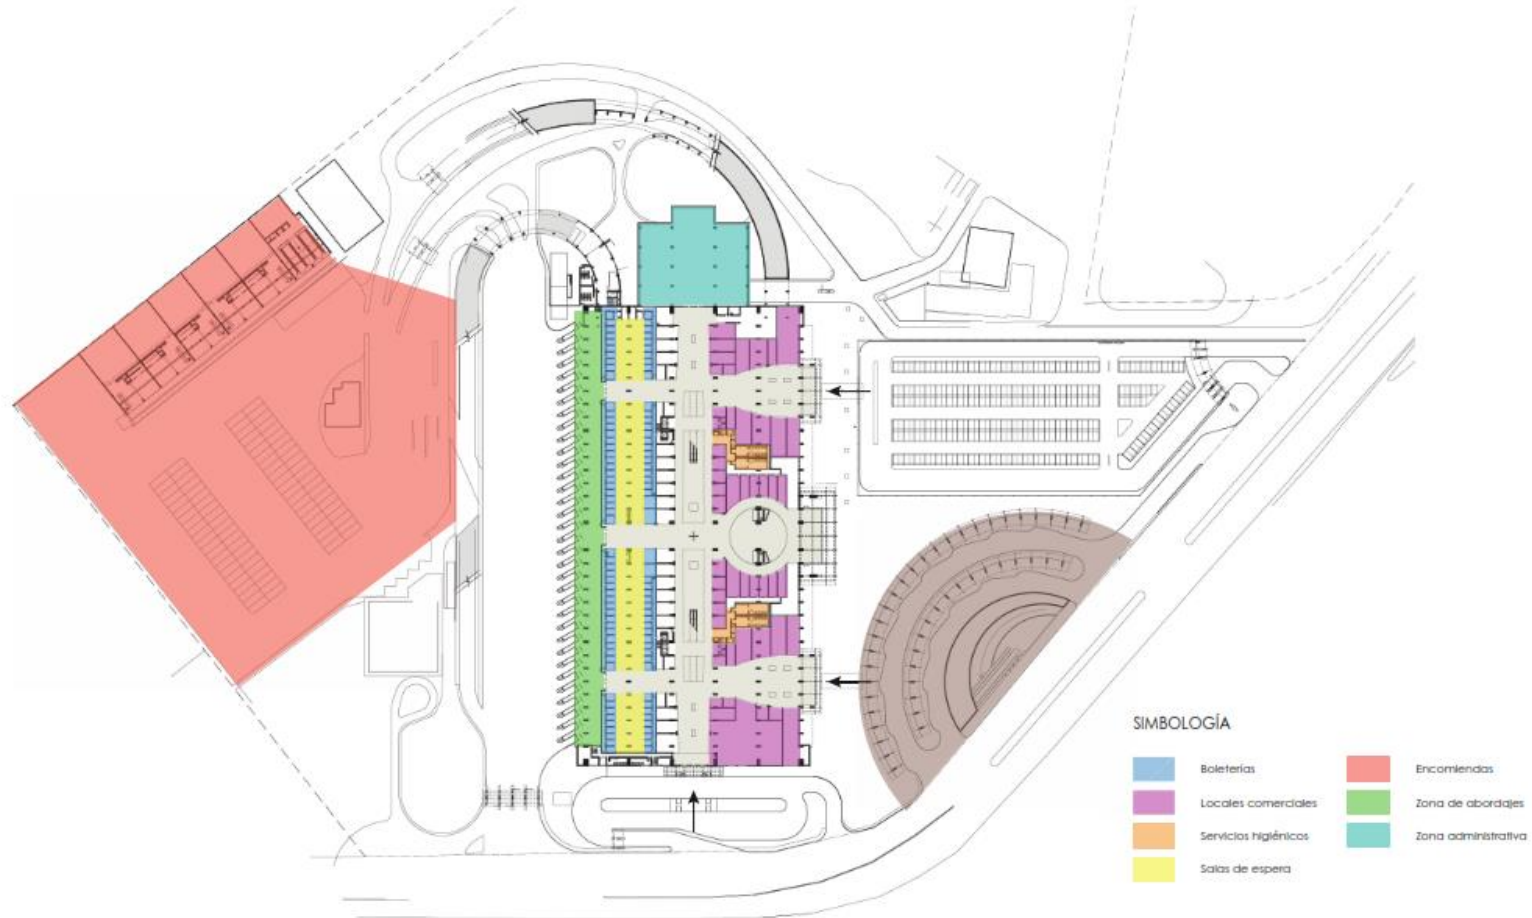 SIMBOLOGÍA
Boleterías
Encomiendas
Locales comerciales
Zona de abordajes
Servicios higiénicos
Zona administrativa
Salas de espera